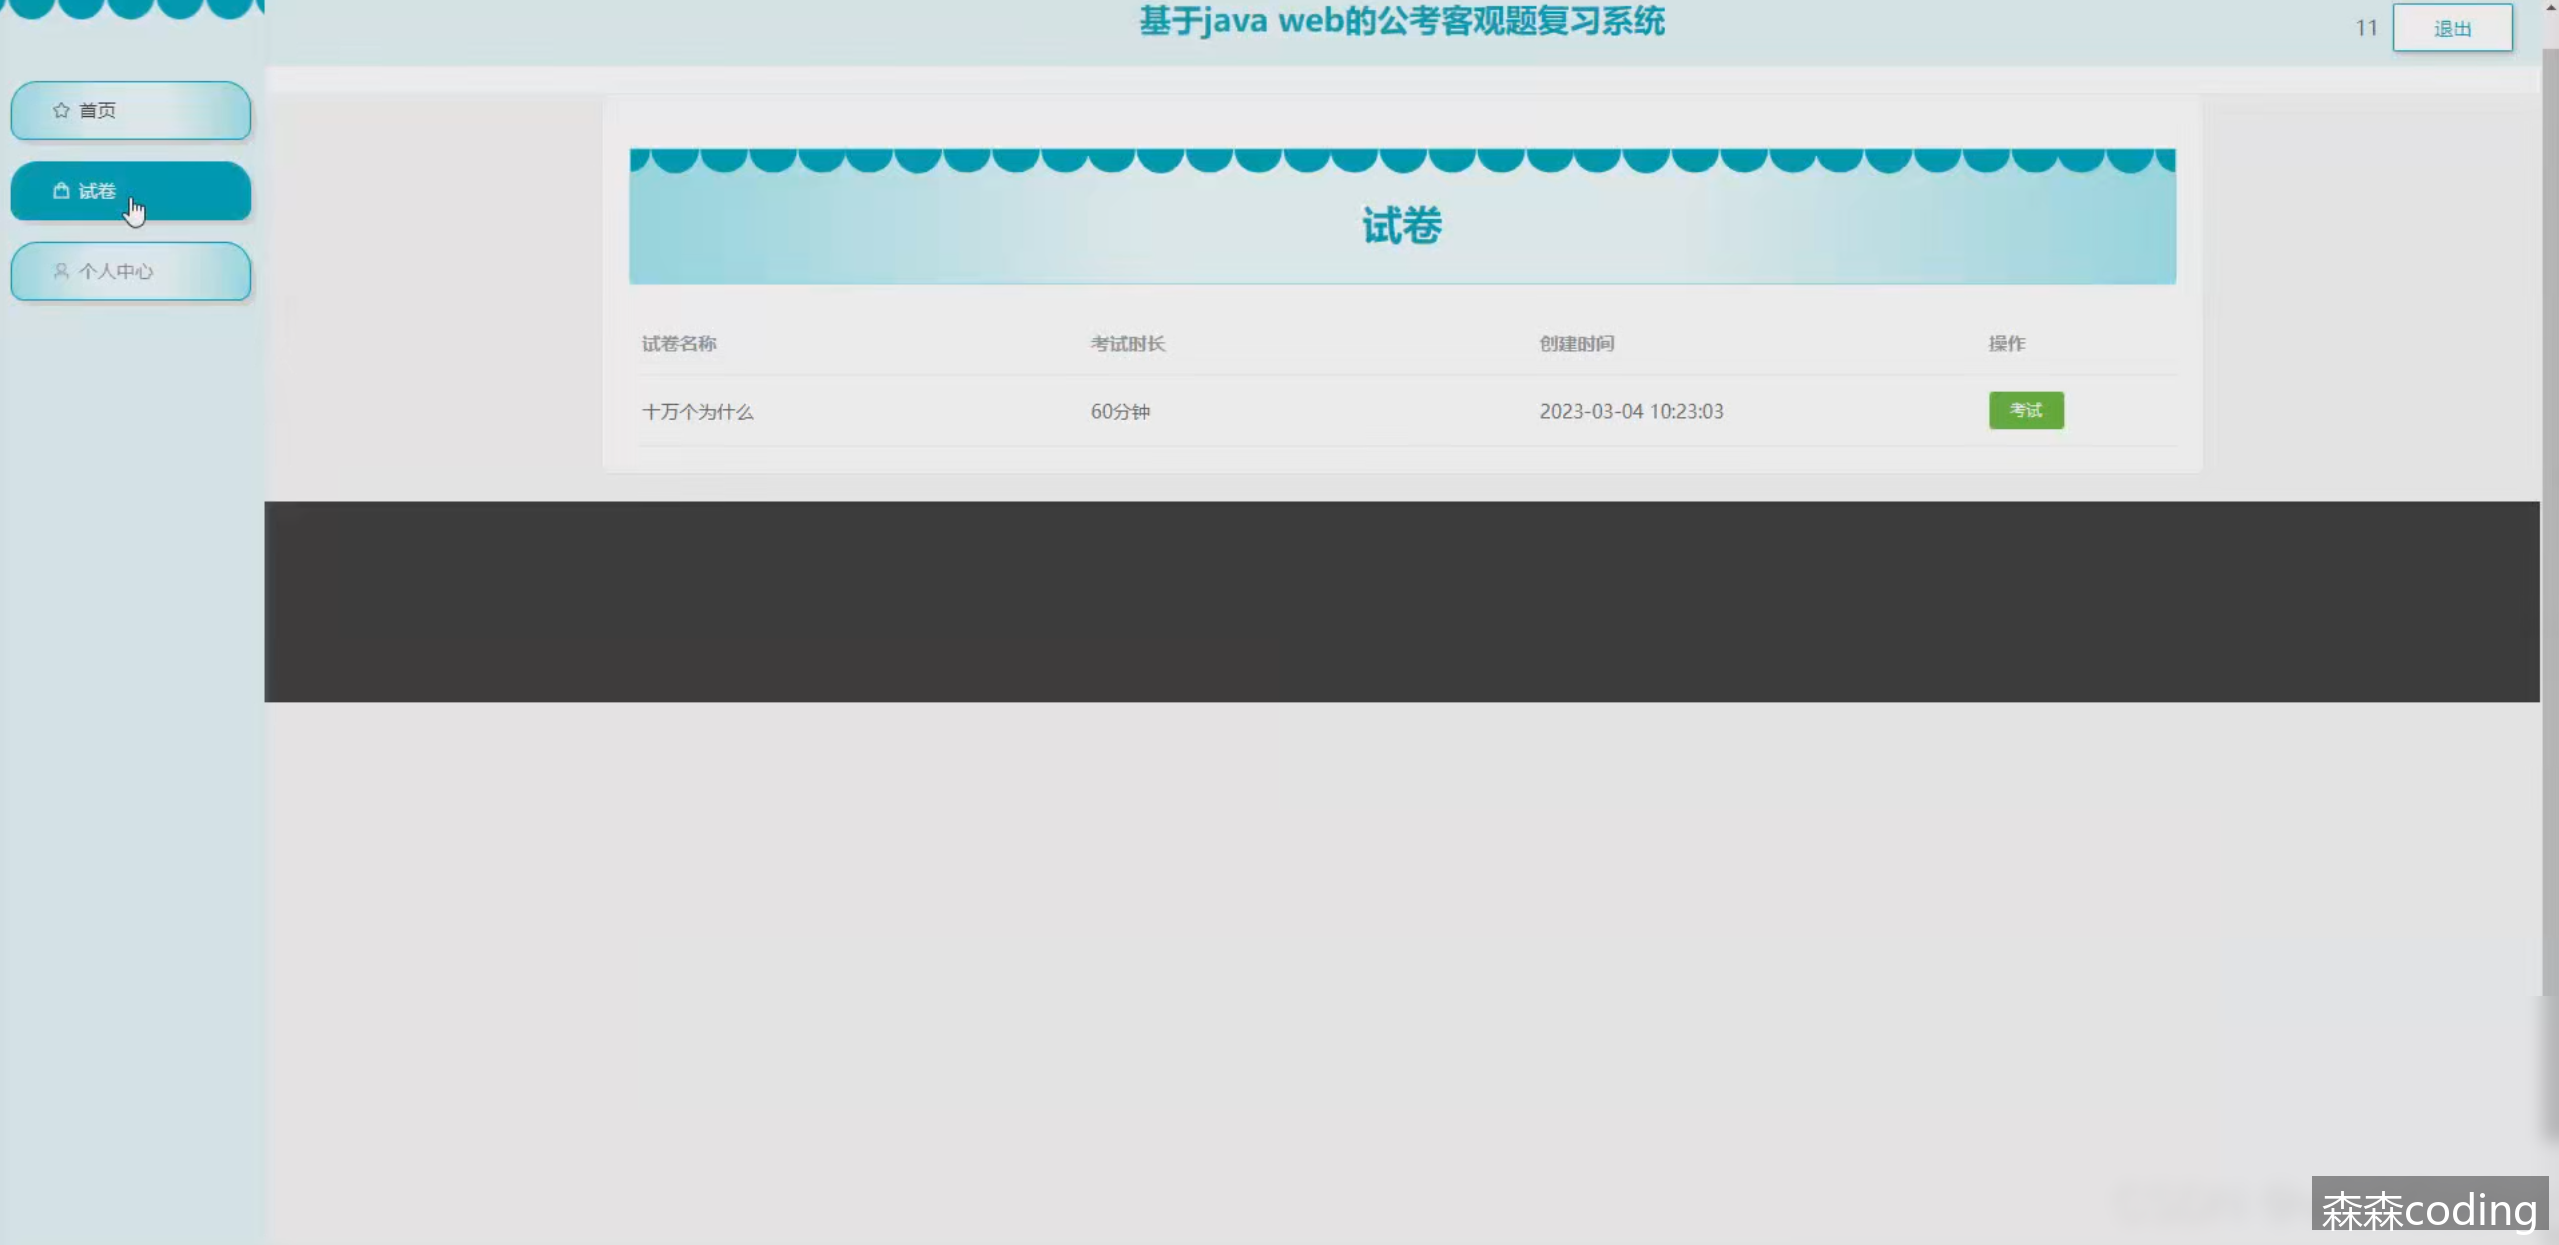 基于java web的公考客观题复习系统
11
退出
首页
试卷
个人中心
试卷
试卷名称 考试时长 创建时间 操作
十万个为什么 60分钟 2023-03-04 10:23:03 考试
森森coding